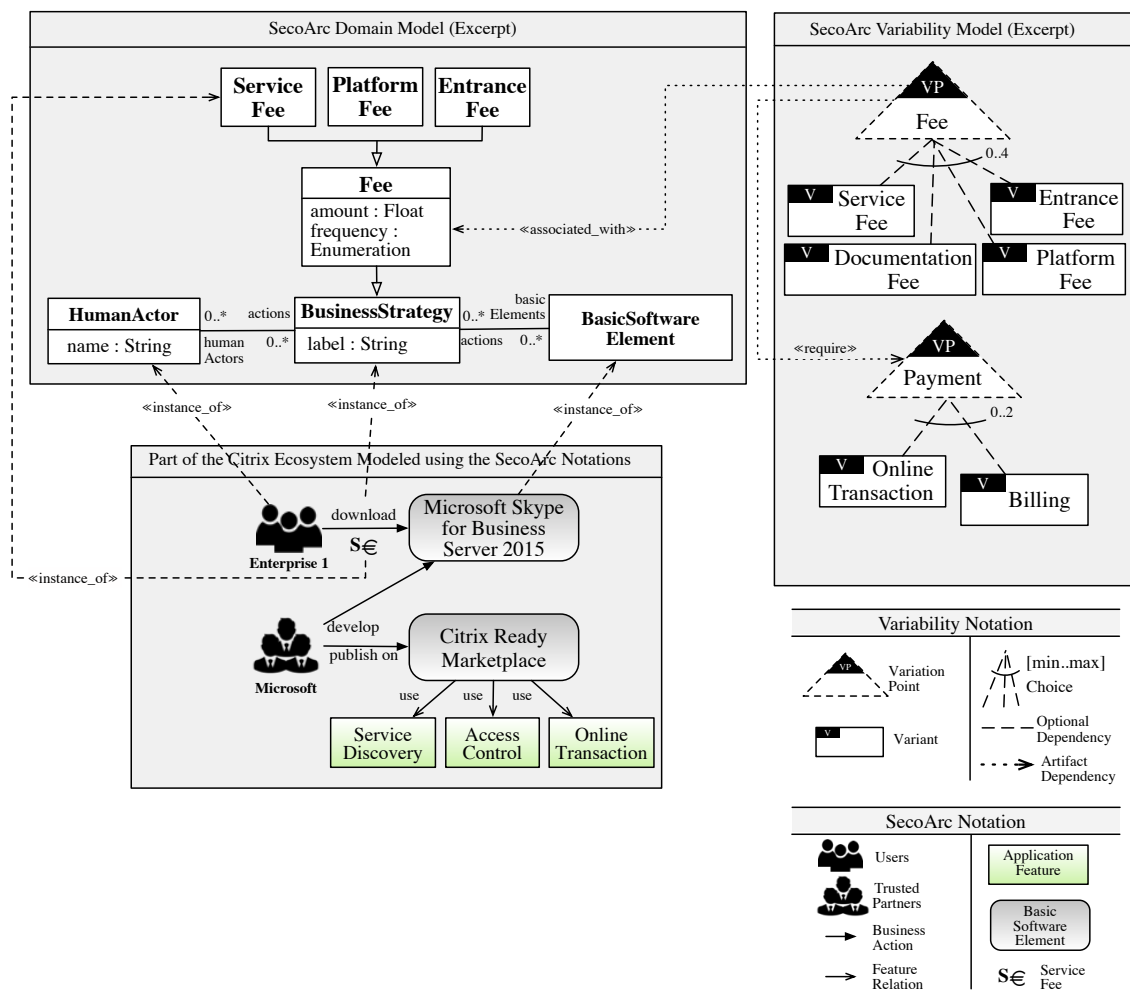 SecoArc Domain Model (Excerpt)
Service
Fee
Platform
Fee
Entrance
Fee
Fee
amount : Float
frequency :
Enumeration
«associated_with»
HumanActor
name : String
0..*
actions
human
Actors
0..*
BusinessStrategy
label : String
0..*
basic
Elements
actions
0..*
BasicSoftware
Element
«instance_of»
«instance_of»
«instance_of»
«instance_of»
Part of the Citrix Ecosystem Modeled using the SecoArc Notations
Enterprise 1
download
S€
Microsoft Skype
for Business
Server 2015
Microsoft
develop
publish on
Citrix Ready
Marketplace
use
use
use
Service
Discovery
Access
Control
Online
Transaction
SecoArc Variability Model (Excerpt)
VP
Fee
0..4
V
Service
Fee
V
Entrance
Fee
V
Documentation
Fee
V
Platform
Fee
«require»
VP
Payment
0..2
V
Online
Transaction
V
Billing
Variability Notation
VP
Variation
Point
[min..max]
Choice
V
Variant
Optional
Dependency
Artifact
Dependency
SecoArc Notation
Users
Trusted
Partners
Business
Action
Feature
Relation
Application
Feature
Basic
Software
Element
S€
Service
Fee